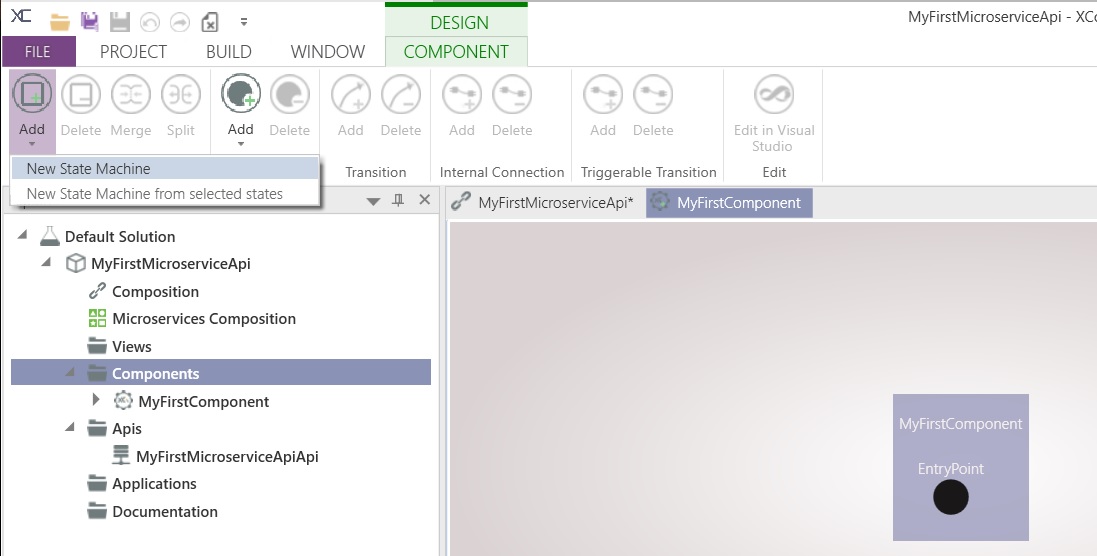 XC
MyFirstMicroserviceApi - XCo
DESIGN
FILE PROJECT BUILD WINDOW COMPONENT
Add Delete Merge Split Add Delete Add Delete Add Delete Add Delete Edit in Visual
Studio
Transition Internal Connection Triggerable Transition Edit
New State Machine
New State Machine from selected states
MyFirstMicroserviceApi* MyFirstComponent
Default Solution
MyFirstMicroserviceApi
Composition
Microservices Composition
Views
Components
MyFirstComponent
Apis
MyFirstMicroserviceApiApi
Applications
Documentation
MyFirstComponent
EntryPoint